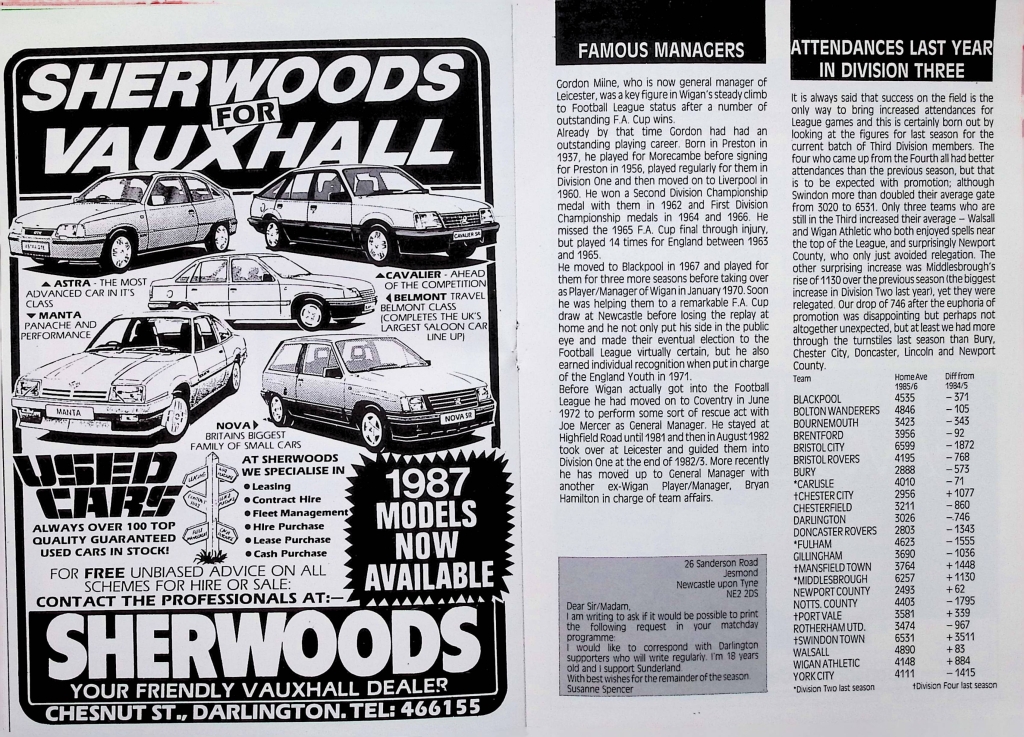 SHERWOODS
FOR
VAUXHALL
ASTRA GTE
CAVALIER SRi
▲ ASTRA - THE MOST
ADVANCED CAR IN IT'S
CLASS
▼ MANTA
PANACHE AND
PERFORMANCE
▲ CAVALIER - AHEAD
OF THE COMPETITION
◀ BELMONT TRAVEL
BELMONT CLASS
(COMPLETES THE UK'S
LARGEST SALOON CAR
LINE UP)
MANTA
NOVA SR
NOVA ▶
BRITAINS BIGGEST
FAMILY OF SMALL CARS
USED
CARS
ALWAYS OVER 100 TOP
QUALITY GUARANTEED
USED CARS IN STOCK!
AT SHERWOODS
WE SPECIALISE IN
● Leasing
● Contract Hire
● Fleet Management
● Hire Purchase
● Lease Purchase
● Cash Purchase
1987
MODELS
NOW
AVAILABLE
FOR FREE UNBIASED ADVICE ON ALL
SCHEMES FOR HIRE OR SALE:
CONTACT THE PROFESSIONALS AT:—
SHERWOODS
YOUR FRIENDLY VAUXHALL DEALER
CHESNUT ST., DARLINGTON. TEL: 466155
FAMOUS MANAGERS
Gordon Milne, who is now general manager of
Leicester, was a key figure in Wigan's steady climb
to Football League status after a number of
outstanding F.A. Cup wins.
Already by that time Gordon had had an
outstanding playing career. Born in Preston in
1937, he played for Morecambe before signing
for Preston in 1956, played regularly for them in
Division One and then moved on to Liverpool in
1960. He won a Second Division Championship
medal with them in 1962 and First Division
Championship medals in 1964 and 1966. He
missed the 1965 F.A. Cup final through injury,
but played 14 times for England between 1963
and 1965.
He moved to Blackpool in 1967 and played for
them for three more seasons before taking over
as Player/Manager of Wigan in January 1970. Soon
he was helping them to a remarkable F.A. Cup
draw at Newcastle before losing the replay at
home and he not only put his side in the public
eye and made their eventual election to the
Football League virtually certain, but he also
earned individual recognition when put in charge
of the England Youth in 1971.
Before Wigan actually got into the Football
League he had moved on to Coventry in June
1972 to perform some sort of rescue act with
Joe Mercer as General Manager. He stayed at
Highfield Road until 1981 and then in August 1982
took over at Leicester and guided them into
Division One at the end of 1982/3. More recently
he has moved up to General Manager with
another ex-Wigan Player/Manager, Bryan
Hamilton in charge of team affairs.
26 Sanderson Road
Jesmond
Newcastle upon Tyne
NE2 2DS
Dear Sir/Madam,
I am writing to ask if it would be possible to print
the following request in your matchday
programme:
I would like to correspond with Darlington
supporters who will write regularly. I'm 18 years
old and I support Sunderland.
With best wishes for the remainder of the season.
Susanne Spencer
ATTENDANCES LAST YEAR
IN DIVISION THREE
It is always said that success on the field is the
only way to bring increased attendances for
League games and this is certainly born out by
looking at the figures for last season for the
current batch of Third Division members. The
four who came up from the Fourth all had better
attendances than the previous season, but that
is to be expected with promotion; although
Swindon more than doubled their average gate
from 3020 to 6531. Only three teams who are
still in the Third increased their average — Walsall
and Wigan Athletic who both enjoyed spells near
the top of the League, and surprisingly Newport
County, who only just avoided relegation. The
other surprising increase was Middlesbrough's
rise of 1130 over the previous season (the biggest
increase in Division Two last year), yet they were
relegated. Our drop of 746 after the euphoria of
promotion was disappointing but perhaps not
altogether unexpected, but at least we had more
through the turnstiles last season than Bury,
Chester City, Doncaster, Lincoln and Newport
County.
Team Home Ave Diff from
1985/6 1984/5
BLACKPOOL 4535 – 371
BOLTON WANDERERS 4846 – 105
BOURNEMOUTH 3423 – 343
BRENTFORD 3956 – 92
BRISTOL CITY 6599 – 1872
BRISTOL ROVERS 4195 – 768
BURY 2888 – 573
*CARLISLE 4010 – 71
†CHESTER CITY 2956 + 1077
CHESTERFIELD 3211 – 860
DARLINGTON 3026 – 746
DONCASTER ROVERS 2803 – 1343
*FULHAM 4623 – 1555
GILLINGHAM 3690 – 1036
†MANSFIELD TOWN 3764 + 1448
*MIDDLESBROUGH 6257 + 1130
NEWPORT COUNTY 2493 + 62
NOTTS. COUNTY 4403 – 1795
†PORT VALE 3581 + 339
ROTHERHAM UTD. 3474 – 967
†SWINDON TOWN 6531 + 3511
WALSALL 4890 + 83
WIGAN ATHLETIC 4148 + 884
YORK CITY 4111 – 1415
*Division Two last season †Division Four last season